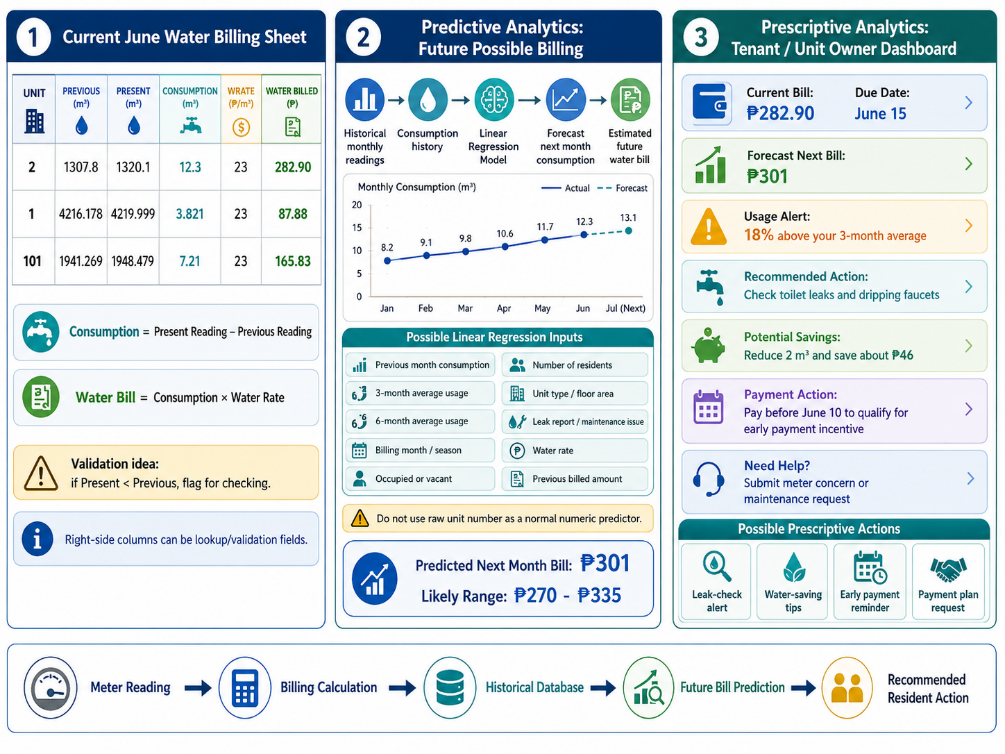 1
Current June Water Billing Sheet
UNIT
PREVIOUS
(m³)
PRESENT
(m³)
CONSUMPTION
(m³)
WRATE
(₱/m³)
WATER BILLED
(₱)
$
2 1307.8 1320.1 12.3 23 282.90
1 4216.178 4219.999 3.821 23 87.88
101 1941.269 1948.479 7.21 23 165.83
Consumption = Present Reading – Previous Reading
Water Bill = Consumption × Water Rate
Validation idea:
if Present < Previous, flag for checking.
Right-side columns can be lookup/validation fields.
2
Predictive Analytics:
Future Possible Billing
Historical
monthly
readings
Consumption
history
Linear
Regression
Model
Forecast
next month
consumption
Estimated
future
water bill
Monthly Consumption (m³)
Actual
Forecast
20
15
10
5
0
8.2
9.1
9.8
10.6
11.7
12.3
13.1
Jan
Feb
Mar
Apr
May
Jun
Jul (Next)
Possible Linear Regression Inputs
Previous month consumption
Number of residents
3-month average usage
Unit type / floor area
6-month average usage
Leak report / maintenance issue
Billing month / season
₱
Water rate
Occupied or vacant
Previous billed amount
Do not use raw unit number as a normal numeric predictor.
Predicted Next Month Bill: ₱301
Likely Range: ₱270 - ₱335
3
Prescriptive Analytics:
Tenant / Unit Owner Dashboard
Current Bill:
₱282.90
Due Date:
June 15
Forecast Next Bill:
₱301
Usage Alert:
18% above your 3-month average
Recommended Action:
Check toilet leaks and dripping faucets
Potential Savings:
Reduce 2 m³ and save about ₱46
Payment Action:
Pay before June 10 to qualify for
early payment incentive
Need Help?
Submit meter concern or
maintenance request
Possible Prescriptive Actions
Leak-check
alert
Water-saving
tips
Early payment
reminder
Payment plan
request
Meter Reading
Billing Calculation
Historical Database
Future Bill Prediction
Recommended
Resident Action